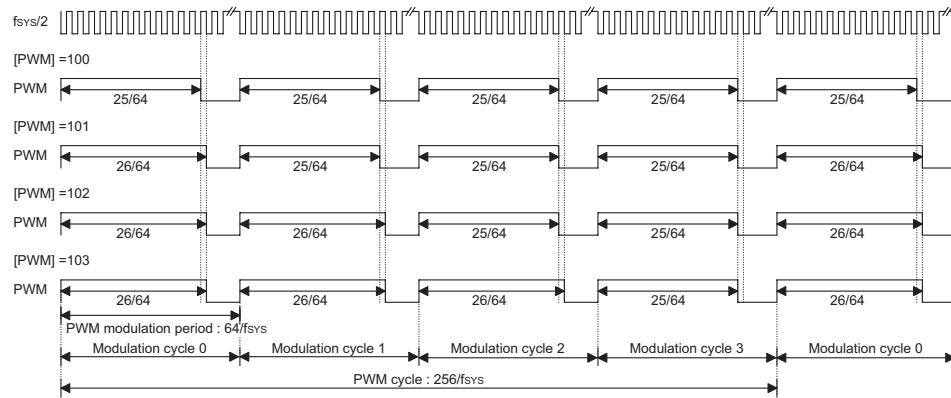 fSYS/2
[PWM] =100
PWM
25/64 25/64 25/64 25/64 25/64
[PWM] =101
PWM
26/64 25/64 25/64 25/64 26/64
[PWM] =102
PWM
26/64 26/64 25/64 25/64 26/64
[PWM] =103
PWM
26/64 26/64 26/64 25/64 26/64
PWM modulation period : 64/fSYS
Modulation cycle 0 Modulation cycle 1 Modulation cycle 2 Modulation cycle 3 Modulation cycle 0
PWM cycle : 256/fSYS